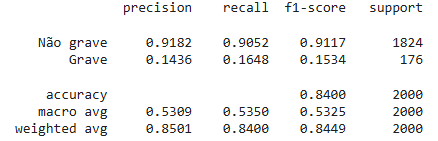 precision recall f1-score support
Não grave 0.9182 0.9052 0.9117 1824
Grave 0.1436 0.1648 0.1534 176
accuracy 0.8400 2000
macro avg 0.5309 0.5350 0.5325 2000
weighted avg 0.8501 0.8400 0.8449 2000